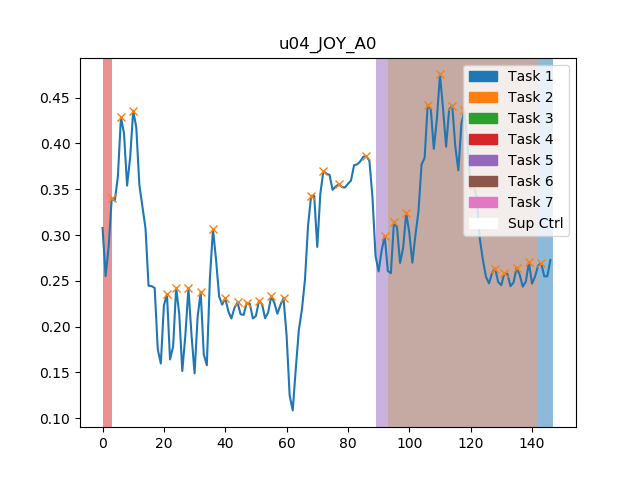 u04_JOY_A0
0.45
0.40
0.35
0.30
0.25
0.20
0.15
0.10
0 20 40 60 80 100 120 140
Task 1
Task 2
Task 3
Task 4
Task 5
Task 6
Task 7
Sup Ctrl